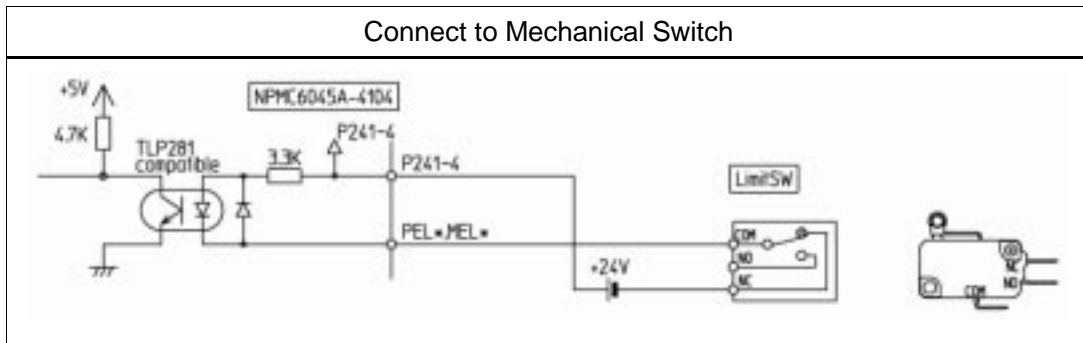 Connect to Mechanical Switch
+5V
NPMC6045A-4104
4.7K
TLP281
compatible
3.3K
P241-4
P241-4
LimitSW
PEL*,MEL*
COM
NO
NC
+24V
NC
NO
COM